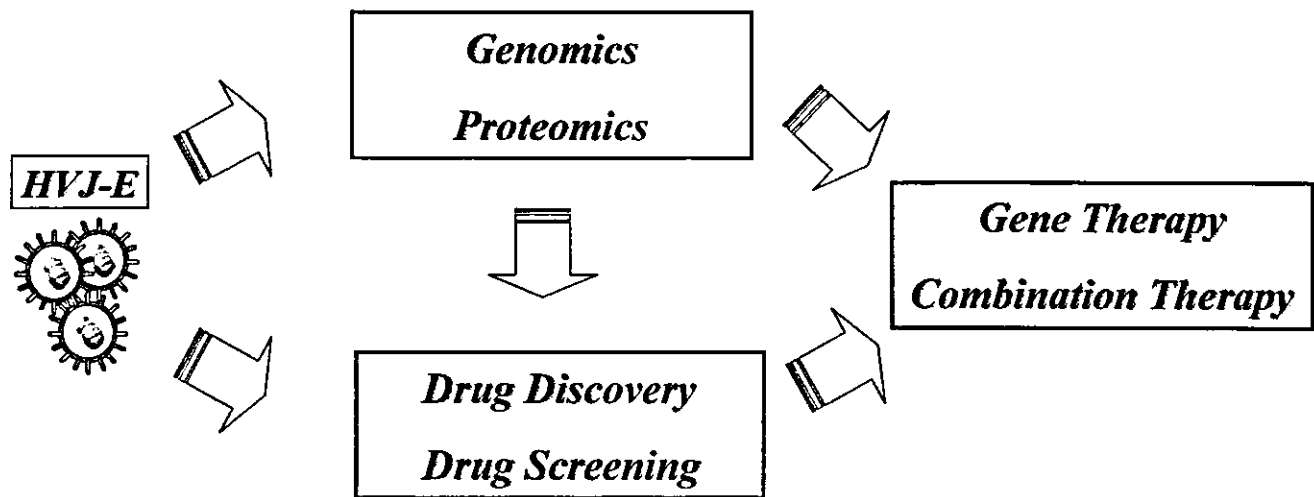 Genomics
Proteomics
HVJ-E
Gene Therapy
Combination Therapy
Drug Discovery
Drug Screening